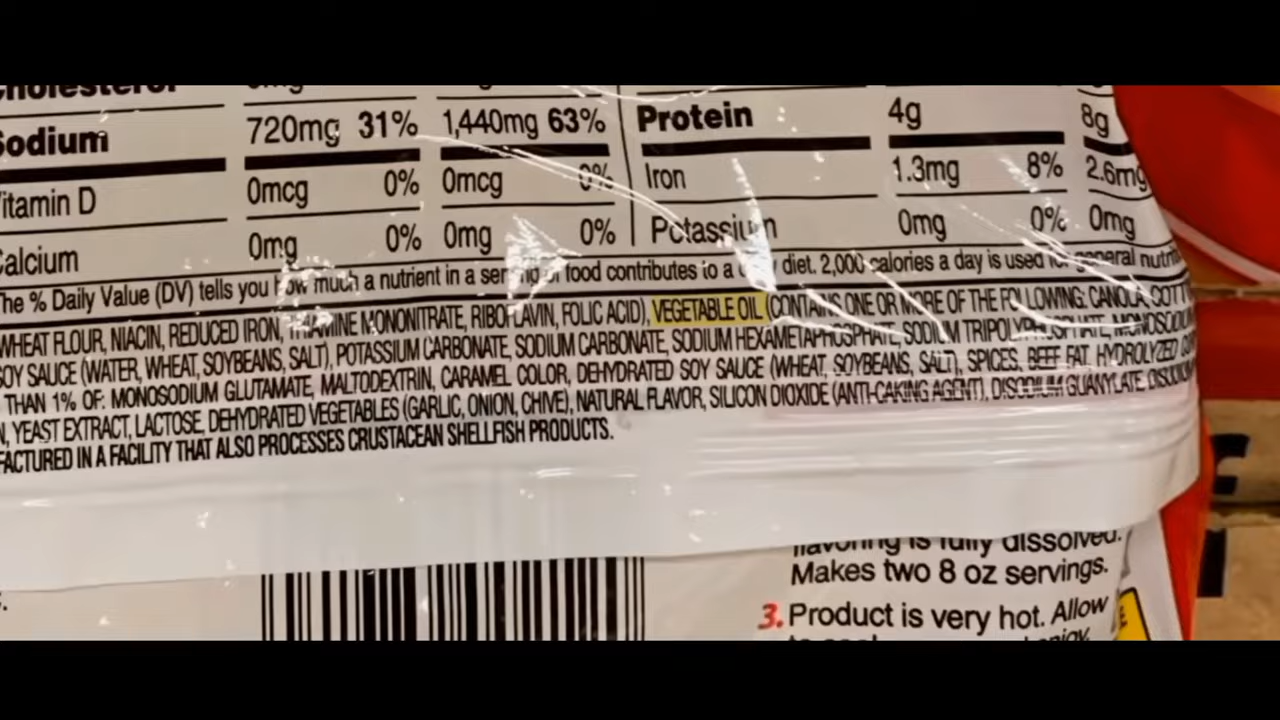 Cholesterol 0mg
Sodium 720mg 31% 1,440mg 63% Protein 4g 8g
Vitamin D 0mcg 0% 0mcg 0% Iron 1.3mg 8% 2.6mg
Calcium 0mg 0% 0mg 0% Potassium 0mg 0% 0mg
The % Daily Value (DV) tells you how much a nutrient in a serving of food contributes to a daily diet. 2,000 calories a day is used for general nutrit
WHEAT FLOUR, NIACIN, REDUCED IRON, THIAMINE MONONITRATE, RIBOFLAVIN, FOLIC ACID), VEGETABLE OIL (CONTAINS ONE OR MORE OF THE FOLLOWING: CANOLA, COTT
SOY SAUCE (WATER, WHEAT, SOYBEANS, SALT), POTASSIUM CARBONATE, SODIUM CARBONATE, SODIUM HEXAMETAPHOSPHATE, SODIUM TRIPOLYPHOSPHATE, MONOSODIU
THAN 1% OF: MONOSODIUM GLUTAMATE, MALTODEXTRIN, CARAMEL COLOR, DEHYDRATED SOY SAUCE (WHEAT, SOYBEANS, SALT), SPICES, BEEF FAT, HYDROLYZED
N, YEAST EXTRACT, LACTOSE, DEHYDRATED VEGETABLES (GARLIC, ONION, CHIVE), NATURAL FLAVOR, SILICON DIOXIDE (ANTI-CAKING AGENT), DISODIUM GUANYLATE, DISODIU
FACTURED IN A FACILITY THAT ALSO PROCESSES CRUSTACEAN SHELLFISH PRODUCTS.
flavoring is fully dissolved.
Makes two 8 oz servings.
3. Product is very hot. Allow